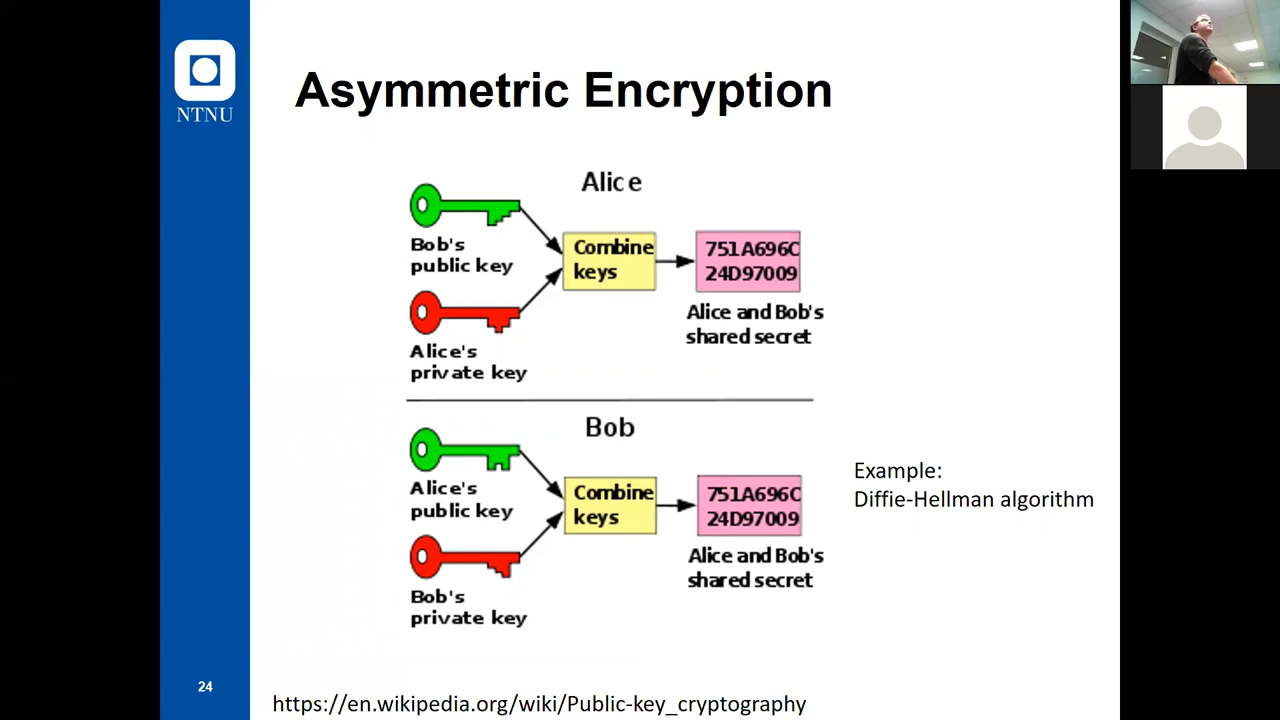 NTNU
Asymmetric Encryption
Alice
Bob's
public key
Alice's
private key
Combine
keys
751A696C
24D97009
Alice and Bob's
shared secret
Bob
Alice's
public key
Bob's
private key
Combine
keys
751A696C
24D97009
Alice and Bob's
shared secret
Example:
Diffie-Hellman algorithm
24
https://en.wikipedia.org/wiki/Public-key_cryptography